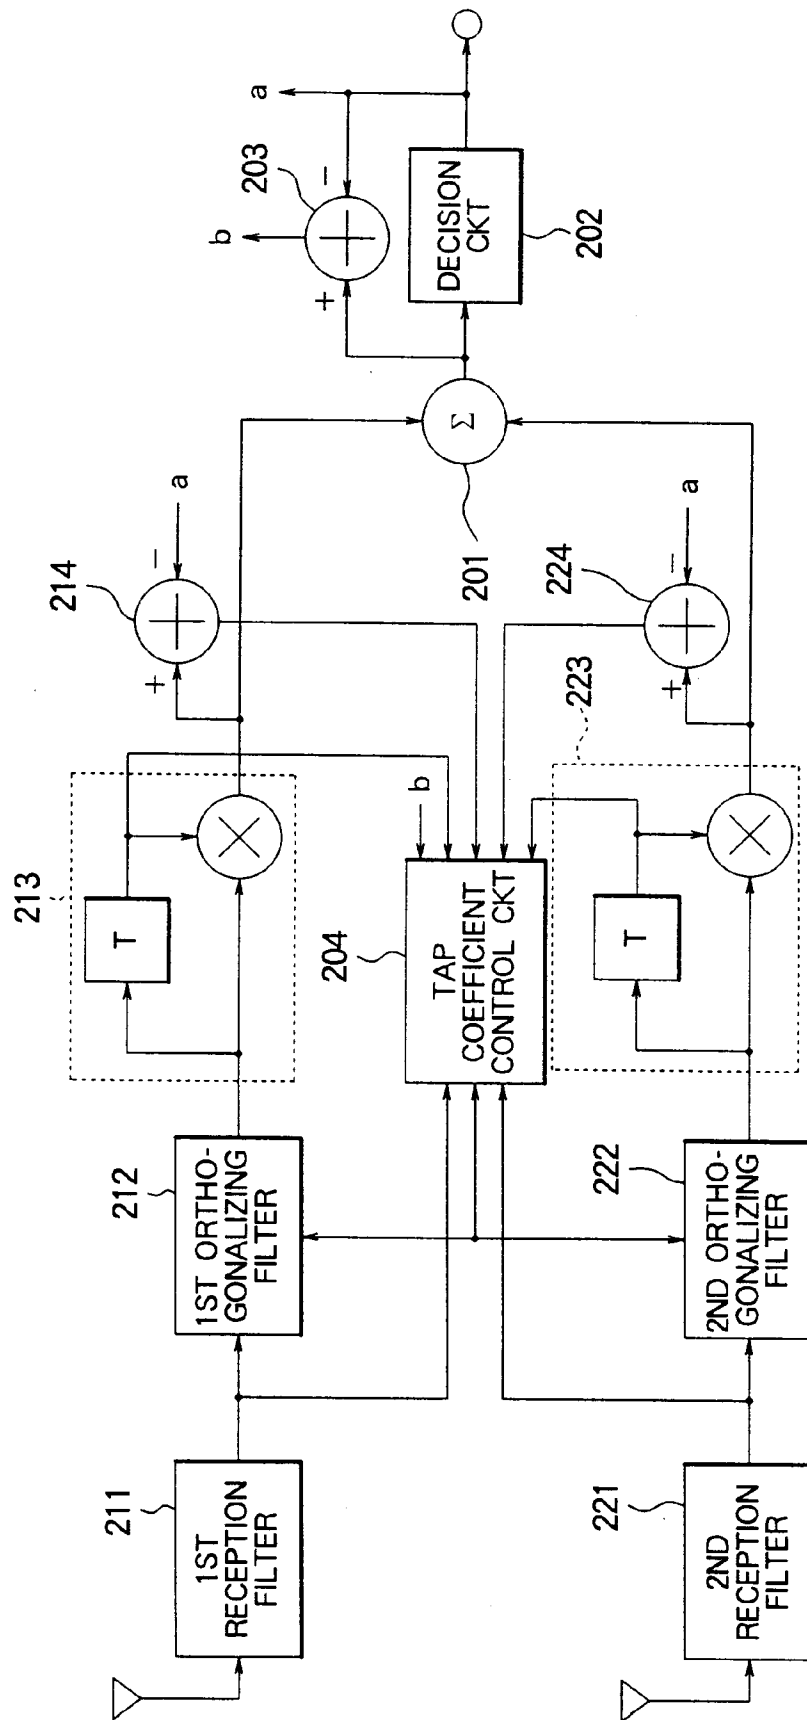 211
1ST
RECEPTION
FILTER
212
1ST ORTHO-
GONALIZING
FILTER
213
T
214
+
−
a
203
b
a
+
−
204
TAP
COEFFICIENT
CONTROL CKT
b
Σ
201
DECISION
CKT
202
221
2ND
RECEPTION
FILTER
222
2ND ORTHO-
GONALIZING
FILTER
223
T
224
+
−
a